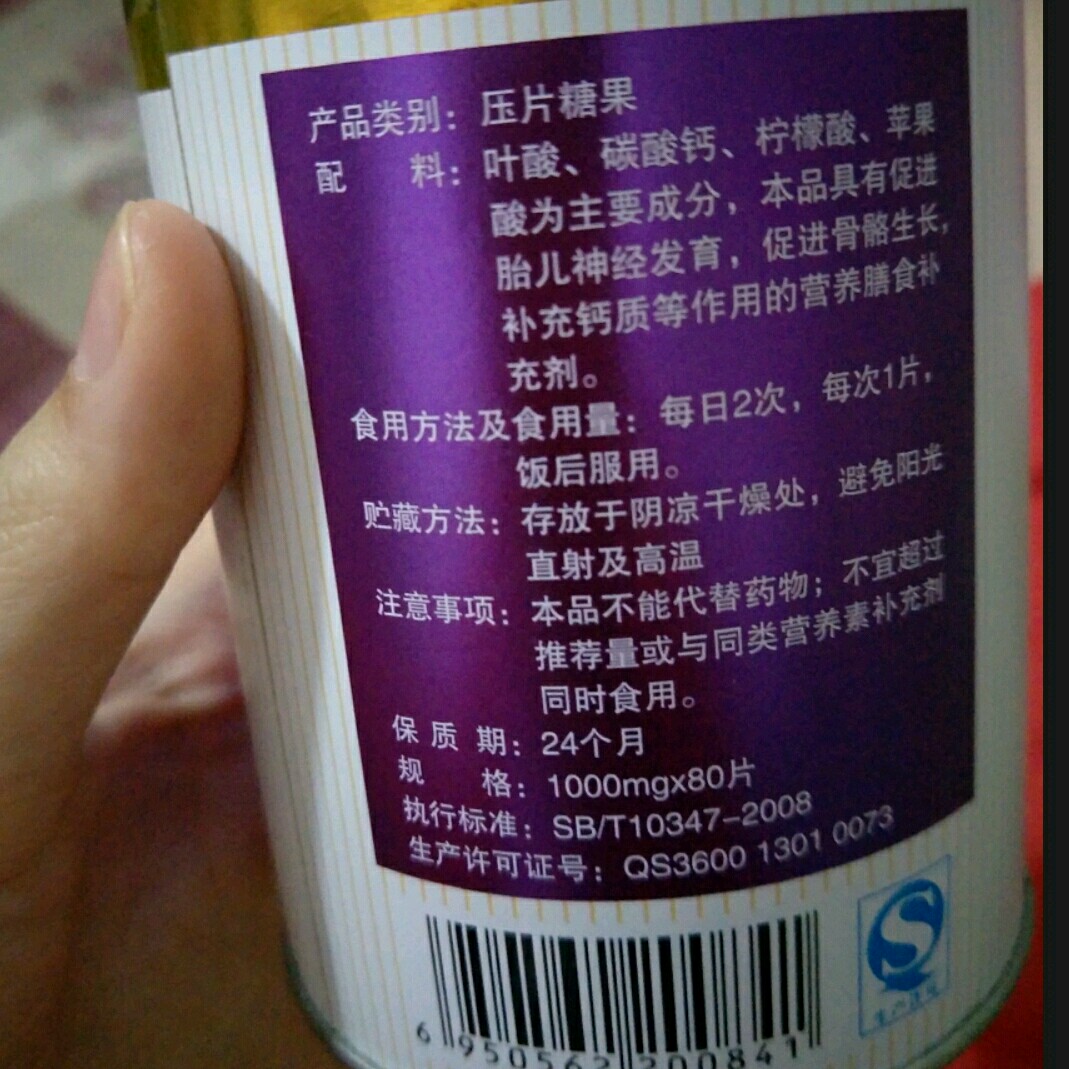 产品类别：压片糖果
配 料：叶酸、碳酸钙、柠檬酸、苹果
酸为主要成分，本品具有促进
胎儿神经发育，促进骨骼生长，
补充钙质等作用的营养膳食补
充剂。
食用方法及食用量：每日2次，每次1片，
饭后服用。
贮藏方法：存放于阴凉干燥处，避免阳光
直射及高温
注意事项：本品不能代替药物；不宜超过
推荐量或与同类营养素补充剂
同时食用。
保 质 期：24个月
规 格：1000mgx80片
执行标准：SB/T10347-2008
生产许可证号：QS3600 1301 0073
6 950562 200841
生产许可